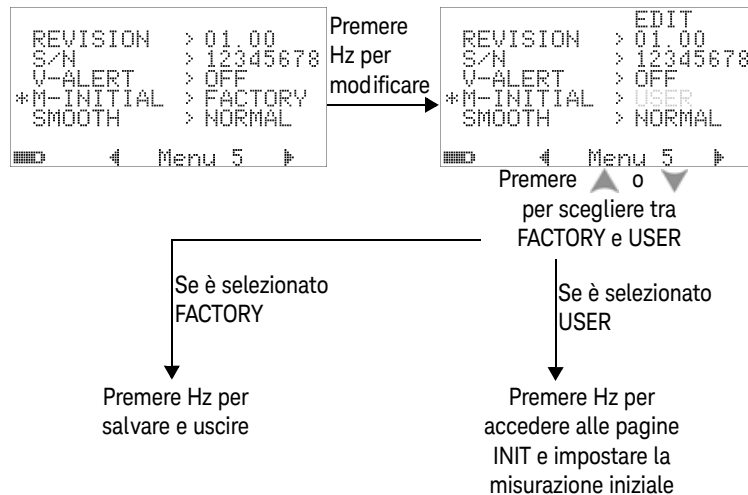 REVISION > 01.00
S/N > 12345678
V-ALERT > OFF
*M-INITIAL > FACTORY
SMOOTH > NORMAL
Menu 5
Premere
Hz per
modificare
EDIT
REVISION > 01.00
S/N > 12345678
V-ALERT > OFF
*M-INITIAL > USER
SMOOTH > NORMAL
Menu 5
Premere o
per scegliere tra
FACTORY e USER
Se è selezionato
FACTORY
Se è selezionato
USER
Premere Hz per
salvare e uscire
Premere Hz per
accedere alle pagine
INIT e impostare la
misurazione iniziale